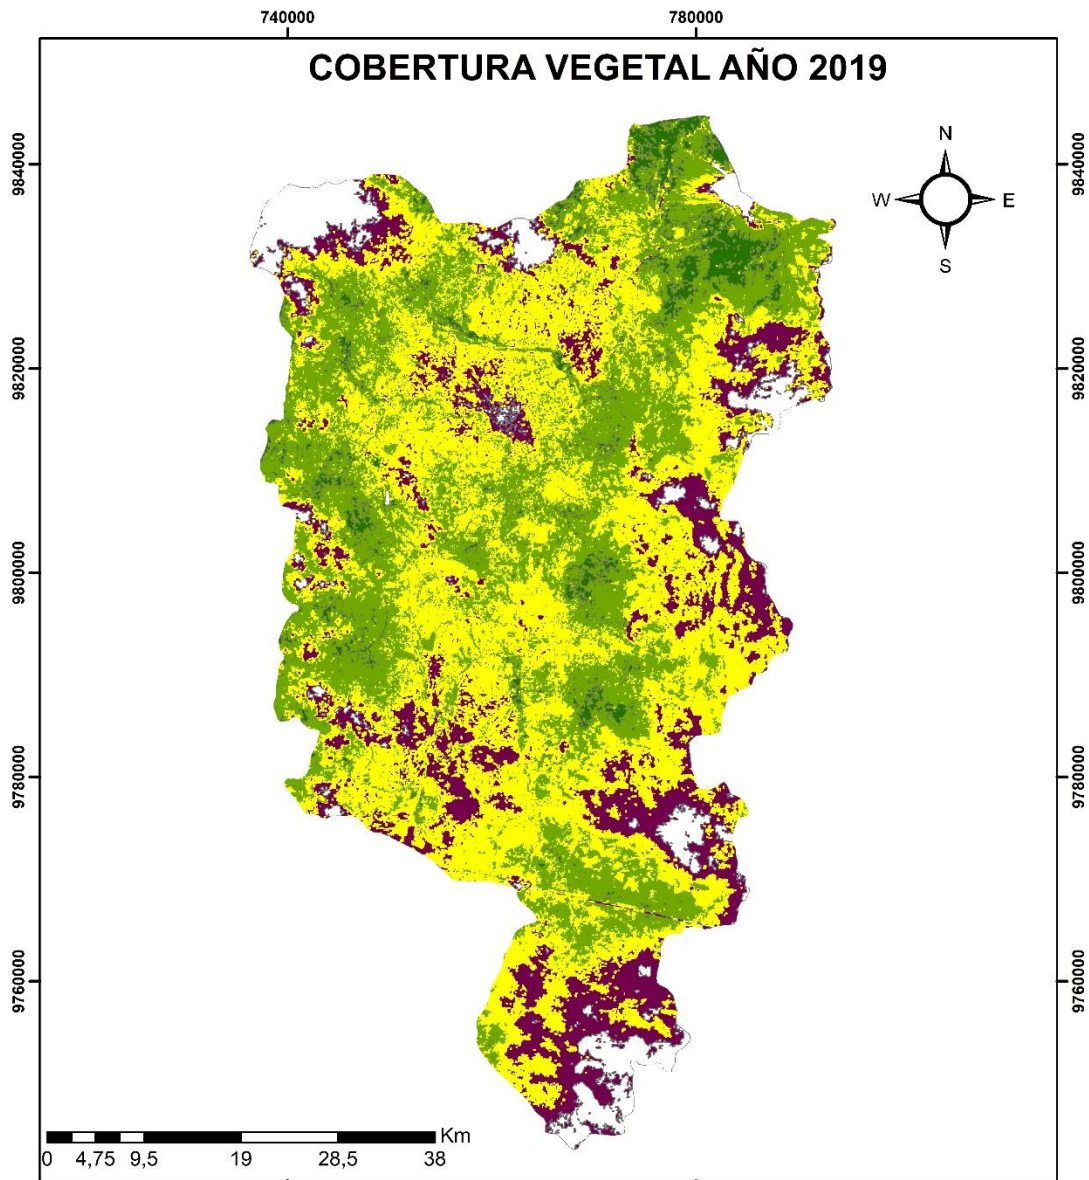 740000 780000
COBERTURA VEGETAL AÑO 2019
N
W E
S
9840000 9840000
9820000 9820000
9800000 9800000
9780000 9780000
9760000 9760000
Km
0 4,75 9,5 19 28,5 38